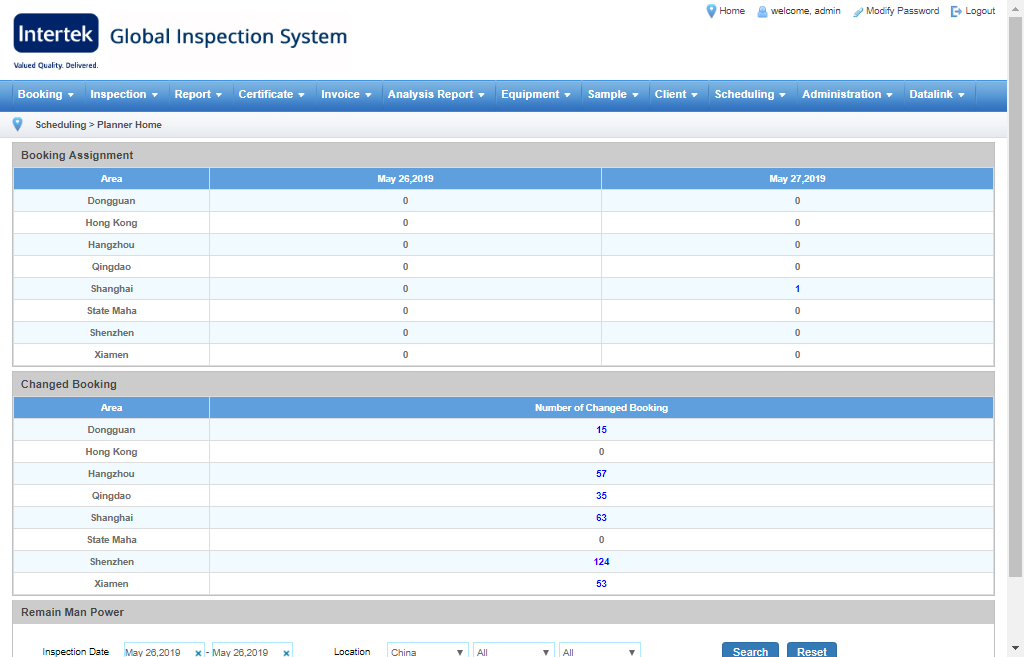 Home welcome, admin Modify Password Logout
Intertek Global Inspection System
Valued Quality. Delivered.
Booking Inspection Report Certificate Invoice Analysis Report Equipment Sample Client Scheduling Administration Datalink
Scheduling > Planner Home
Booking Assignment
Area May 26,2019 May 27,2019
Dongguan 0 0
Hong Kong 0 0
Hangzhou 0 0
Qingdao 0 0
Shanghai 0 1
State Maha 0 0
Shenzhen 0 0
Xiamen 0 0
Changed Booking
Area Number of Changed Booking
Dongguan 15
Hong Kong 0
Hangzhou 57
Qingdao 35
Shanghai 63
State Maha 0
Shenzhen 124
Xiamen 53
Remain Man Power
Inspection Date May 26,2019 × - May 26,2019 × Location China All All Search Reset